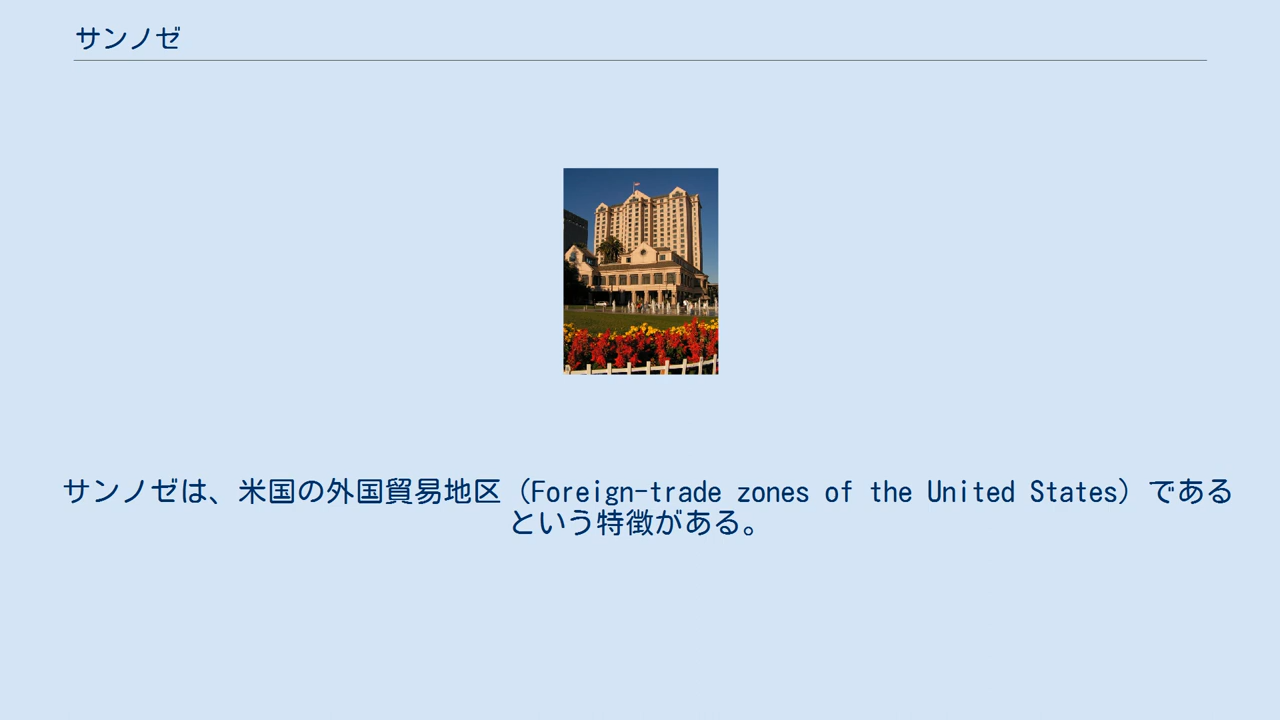 サンノゼ
サンノゼは、米国の外国貿易地区（Foreign-trade zones of the United States）である
という特徴がある。